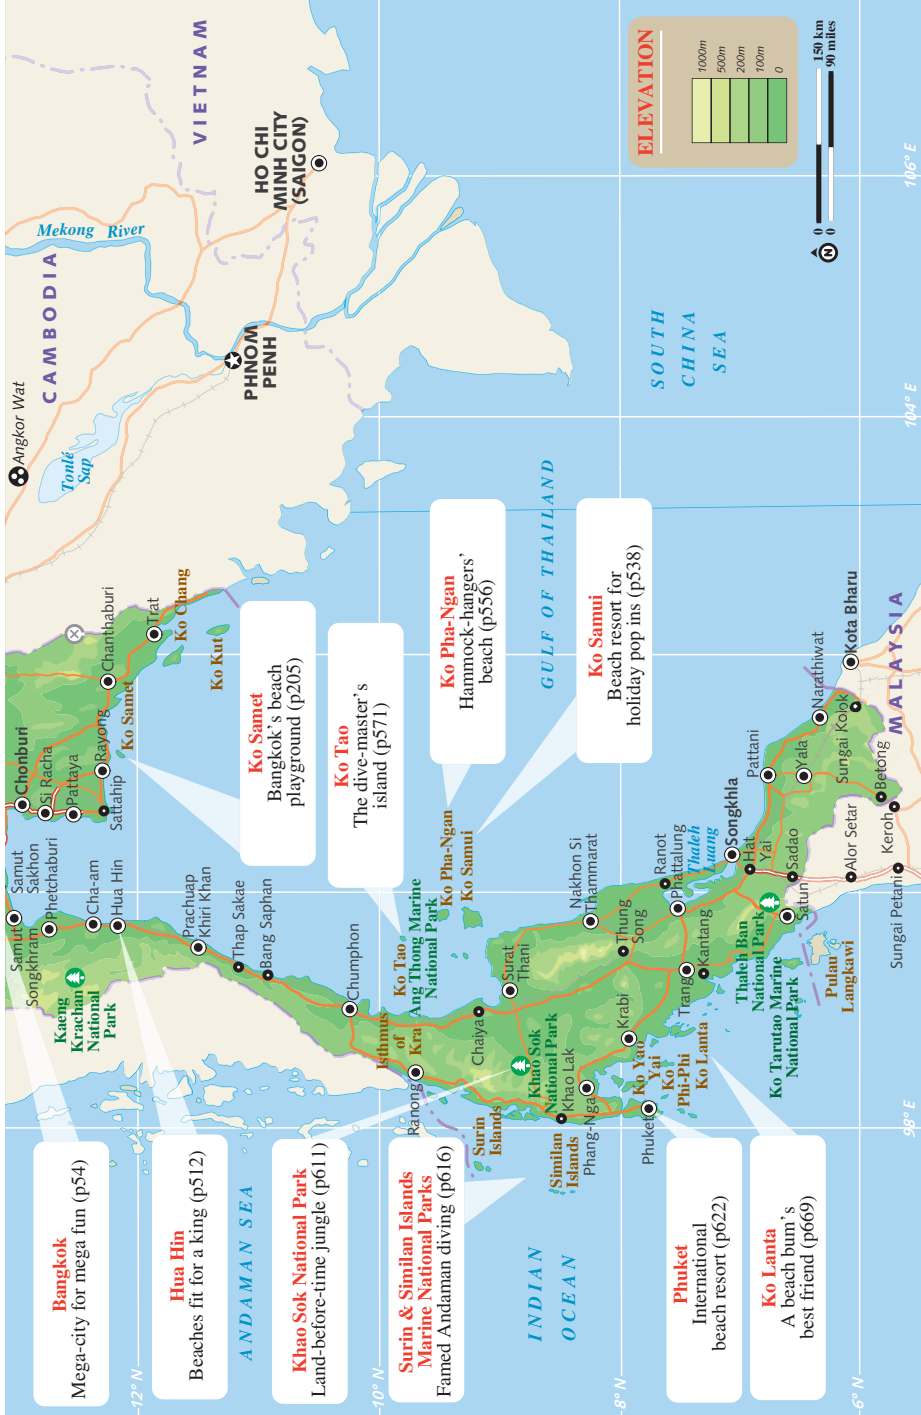 VIETNAM
HO CHI
MINH CITY
(SAIGON)
Mekong River
CAMBODIA
PHNOM
PENH
Angkor Wat
Tonlé
Sap
ELEVATION
1000m
500m
200m
100m
0
0
150 km
0
90 miles
N
106° E
104° E
98° E
12° N
10° N
8° N
6° N
SOUTH
CHINA
SEA
GULF OF THAILAND
ANDAMAN SEA
INDIAN
OCEAN
MALAYSIA
Bangkok
Mega-city for mega fun (p54)
Hua Hin
Beaches fit for a king (p512)
Khao Sok National Park
Land-before-time jungle (p611)
Surin & Similan Islands
Marine National Parks
Famed Andaman diving (p616)
Phuket
International
beach resort (p622)
Ko Lanta
A beach bum's
best friend (p669)
Ko Samet
Bangkok's beach
playground (p205)
Ko Tao
The dive-master's
island (p571)
Ko Pha-Ngan
Hammock-hangers'
beach (p556)
Ko Samui
Beach resort for
holiday pop ins (p538)
Chonburi
Si Racha
Pattaya
Rayong
Sattahip
Ko Samet
Chanthaburi
Trat
Ko Chang
Ko Kut
Samut
Sakhon
Samut
Songkhram
Phetchaburi
Cha-am
Hua Hin
Kaeng
Krachan
National
Park
Prachuap
Khiri Khan
Thap Sakae
Bang Saphan
Chumphon
Isthmus
of
Kra
Ranong
Ko Tao
Ang Thong Marine
National Park
Ko Pha-Ngan
Ko Samui
Chaiya
Surat
Thani
Khao Sok
National Park
Khao Lak
Surin
Islands
Similan
Islands
Phang-Nga
Phuket
Krabi
Ko Yao
Yai
Ko
Phi-Phi
Ko Lanta
Nakhon Si
Thammarat
Thung
Song
Trang
Kantang
Ranot
Phattalung
Thaleh
Luang
Songkhla
Hat
Yai
Sadao
Thaleh Ban
National Park
Satun
Ko Tarutao Marine
National Park
Pulau
Langkawi
Pattani
Yala
Narathiwat
Sungai Kolok
Betong
Kota Bharu
Alor Setar
Keroh
Sungai Petani